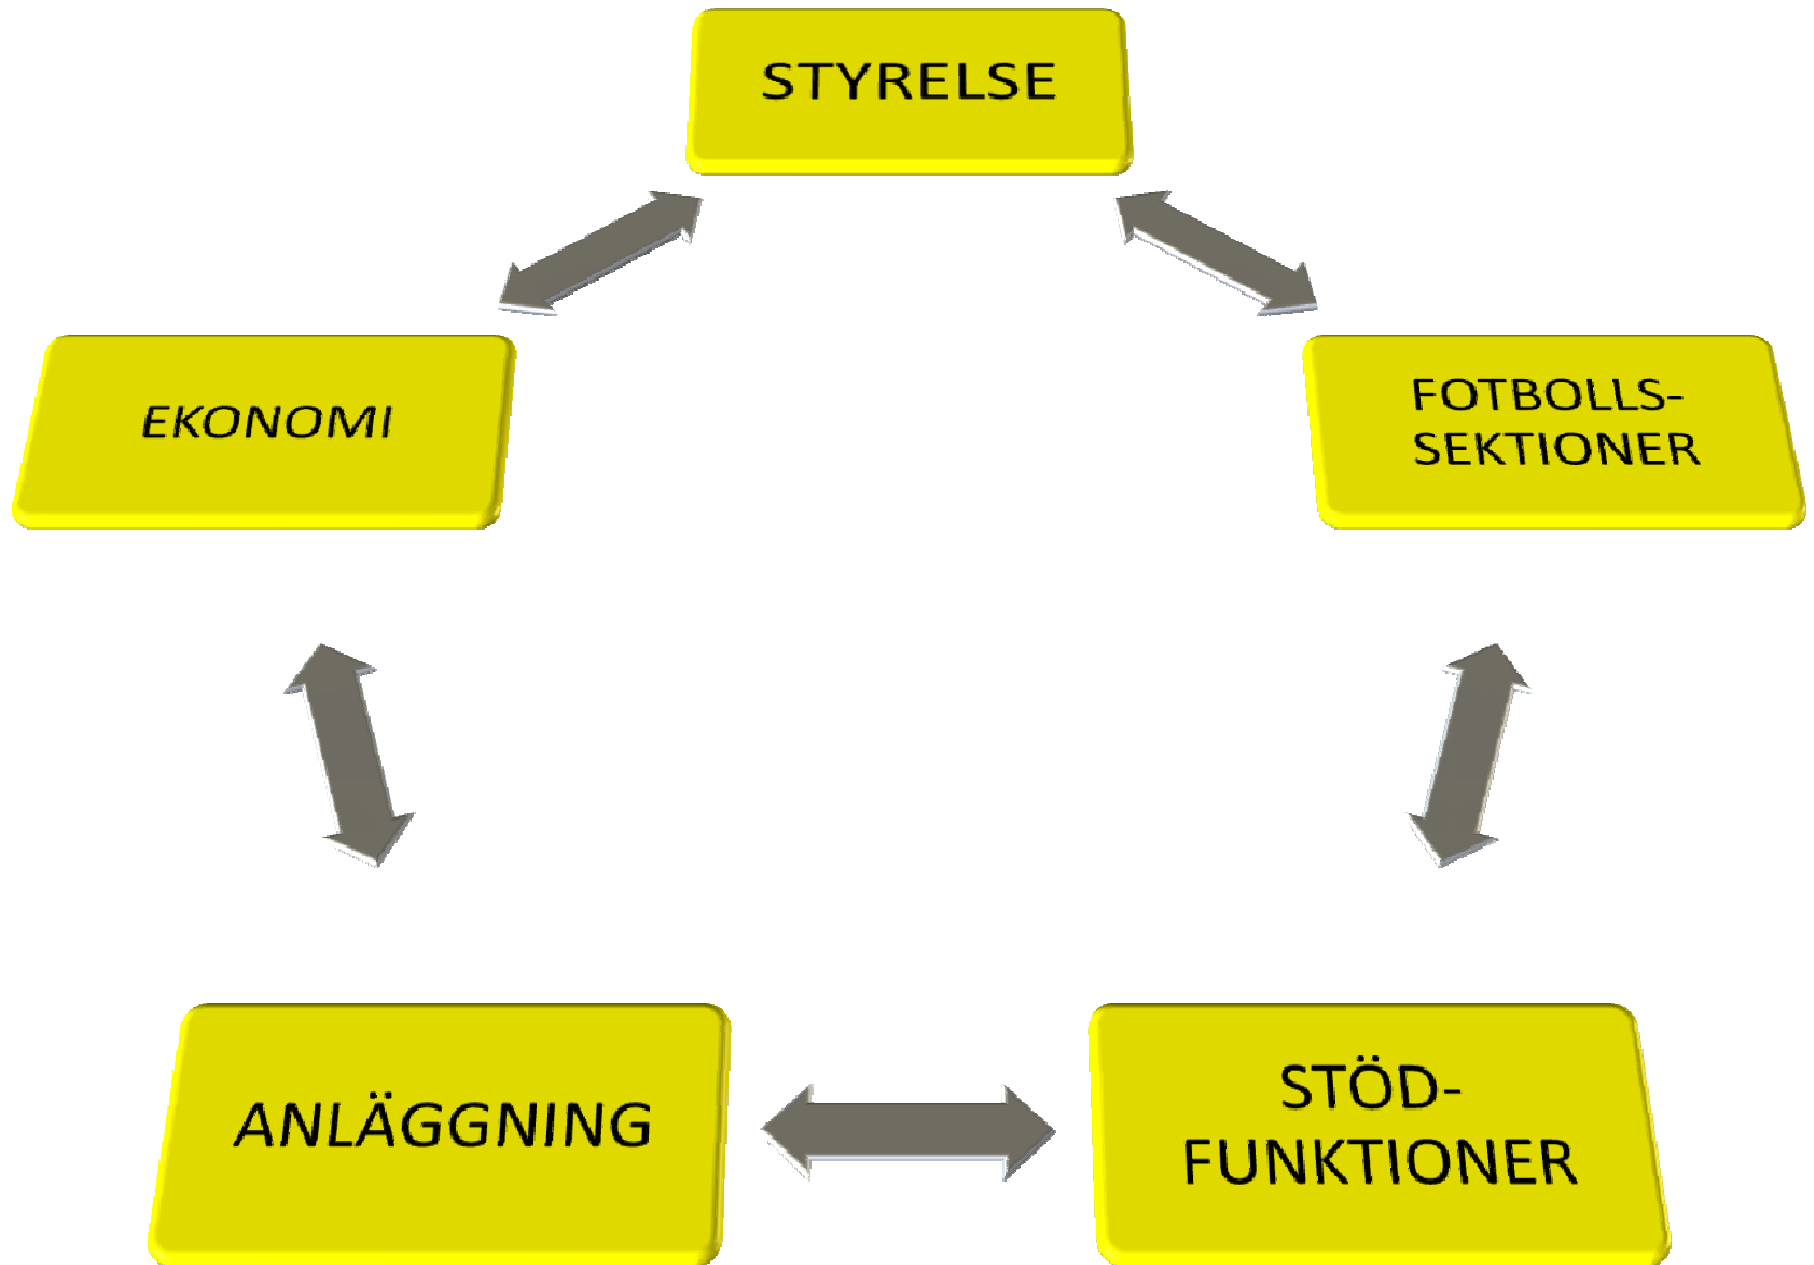 STYRELSE
EKONOMI
FOTBOLLS-
SEKTIONER
ANLÄGGNING
STÖD-
FUNKTIONER